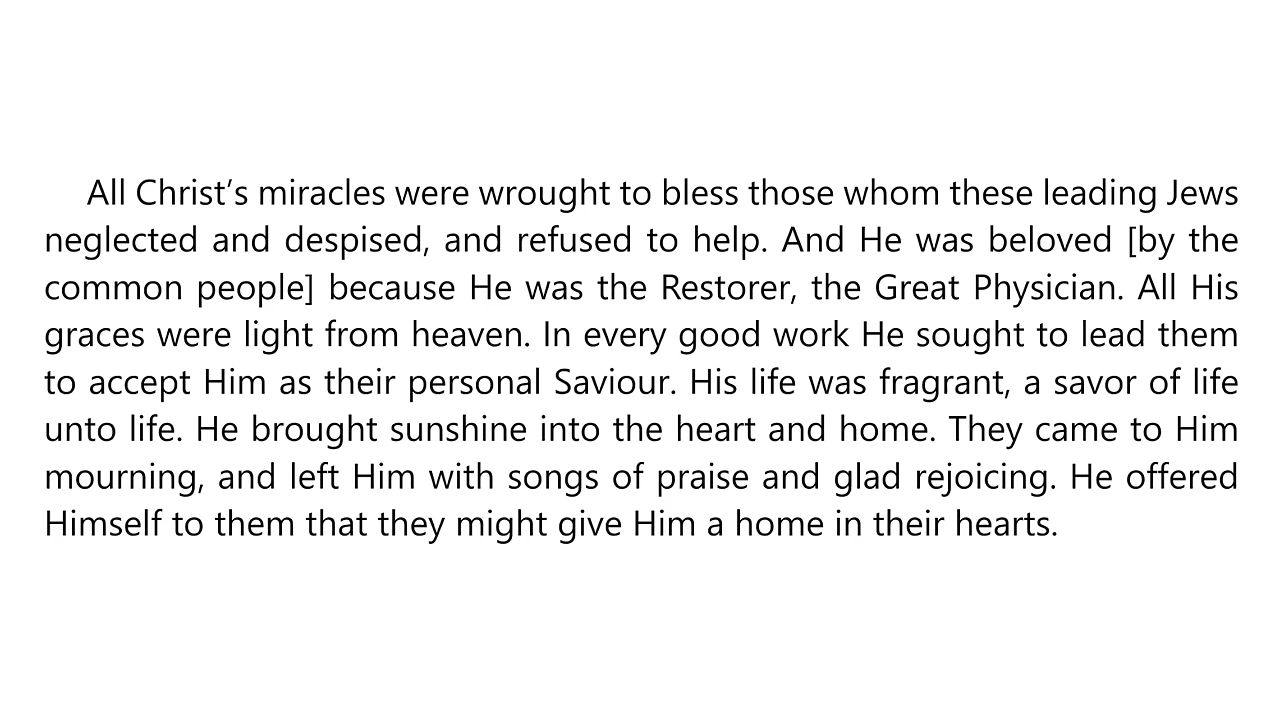 All Christ’s miracles were wrought to bless those whom these leading Jews
neglected and despised, and refused to help. And He was beloved [by the
common people] because He was the Restorer, the Great Physician. All His
graces were light from heaven. In every good work He sought to lead them
to accept Him as their personal Saviour. His life was fragrant, a savor of life
unto life. He brought sunshine into the heart and home. They came to Him
mourning, and left Him with songs of praise and glad rejoicing. He offered
Himself to them that they might give Him a home in their hearts.